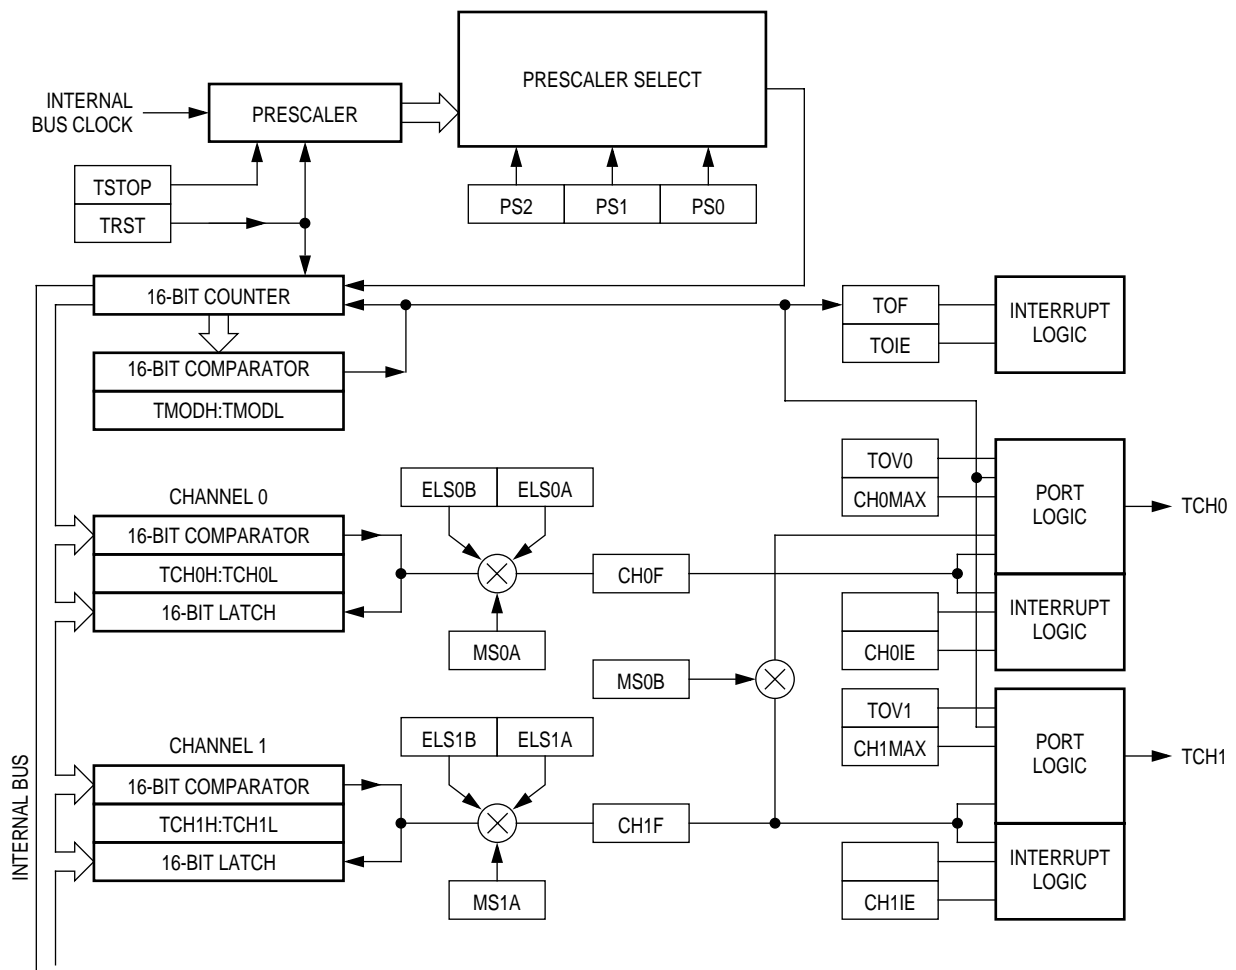 INTERNAL
BUS CLOCK
PRESCALER
PRESCALER SELECT
TSTOP
TRST
PS2
PS1
PS0
16-BIT COUNTER
16-BIT COMPARATOR
TMODH:TMODL
TOF
TOIE
INTERRUPT
LOGIC
CHANNEL 0
16-BIT COMPARATOR
TCH0H:TCH0L
16-BIT LATCH
ELS0B
ELS0A
MS0A
CH0F
TOV0
CH0MAX
PORT
LOGIC
TCH0
CH0IE
INTERRUPT
LOGIC
MS0B
CHANNEL 1
16-BIT COMPARATOR
TCH1H:TCH1L
16-BIT LATCH
ELS1B
ELS1A
MS1A
CH1F
TOV1
CH1MAX
PORT
LOGIC
TCH1
CH1IE
INTERRUPT
LOGIC
INTERNAL BUS